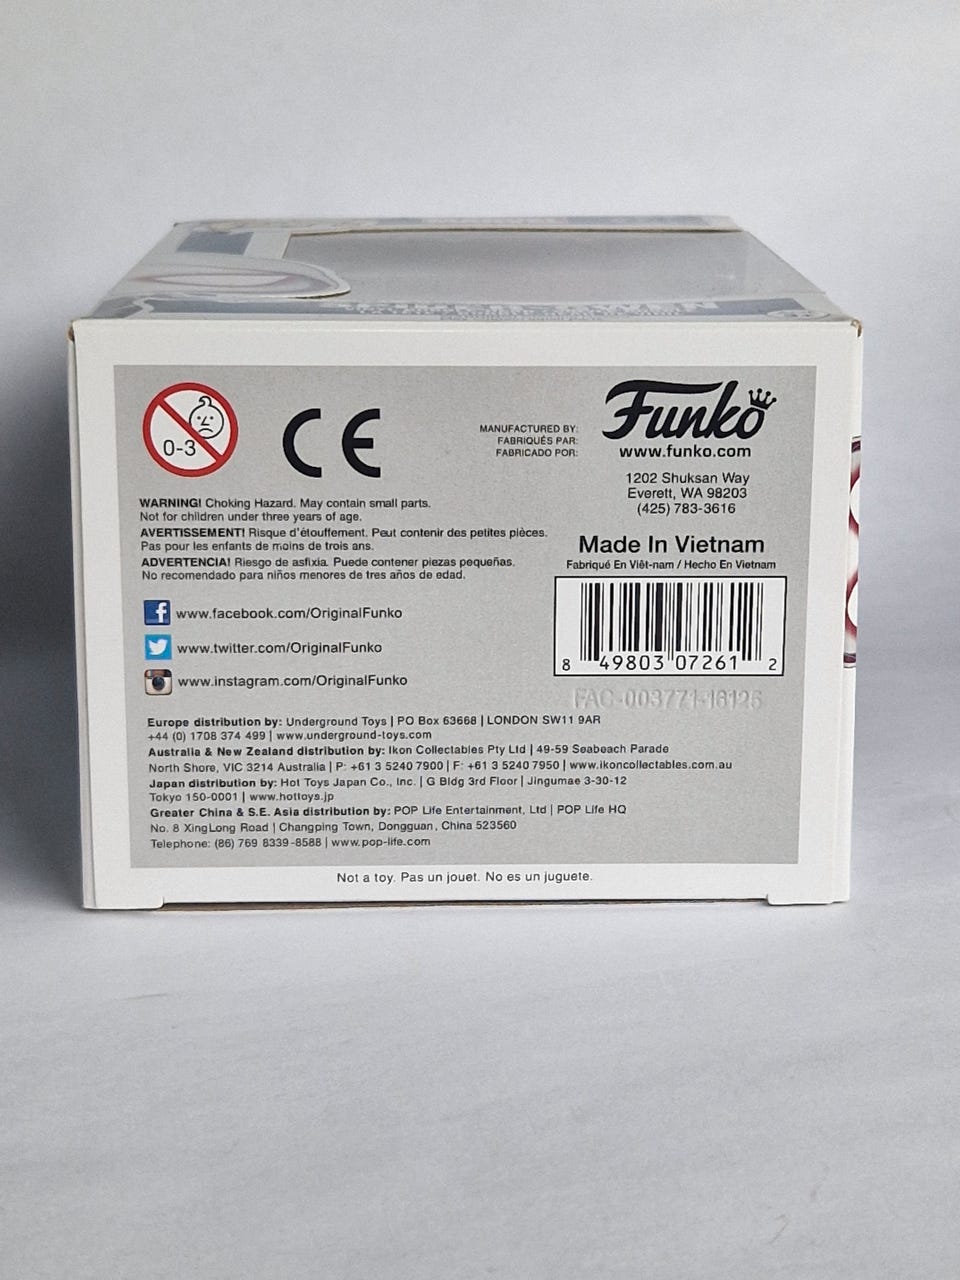 0-3
CE
MANUFACTURED BY:
FABRIQUÉS PAR:
FABRICADO POR:
Funko
www.funko.com
1202 Shuksan Way
Everett, WA 98203
(425) 783-3616
WARNING! Choking Hazard. May contain small parts.
Not for children under three years of age.
AVERTISSEMENT! Risque d'étouffement. Peut contenir des petites pièces.
Pas pour les enfants de moins de trois ans.
ADVERTENCIA! Riesgo de asfixia. Puede contener piezas pequeñas.
No recomendado para niños menores de tres años de edad.
Made In Vietnam
Fabriqué En Viêt-nam / Hecho En Vietnam
f www.facebook.com/OriginalFunko
www.twitter.com/OriginalFunko
www.instagram.com/OriginalFunko
8 49803 07261 2
FAC-003771-16125
Europe distribution by: Underground Toys | PO Box 63668 | LONDON SW11 9AR
+44 (0) 1708 374 499 | www.underground-toys.com
Australia & New Zealand distribution by: Ikon Collectables Pty Ltd | 49-59 Seabeach Parade
North Shore, VIC 3214 Australia | P: +61 3 5240 7900 | F: +61 3 5240 7950 | www.ikoncollectables.com.au
Japan distribution by: Hot Toys Japan Co., Inc. | G Bldg 3rd Floor | Jingumae 3-30-12
Tokyo 150-0001 | www.hottoys.jp
Greater China & S.E. Asia distribution by: POP Life Entertainment, Ltd | POP Life HQ
No. 8 XingLong Road | Changping Town, Dongguan, China 523560
Telephone: (86) 769 8339-8588 | www.pop-life.com
Not a toy. Pas un jouet. No es un juguete.